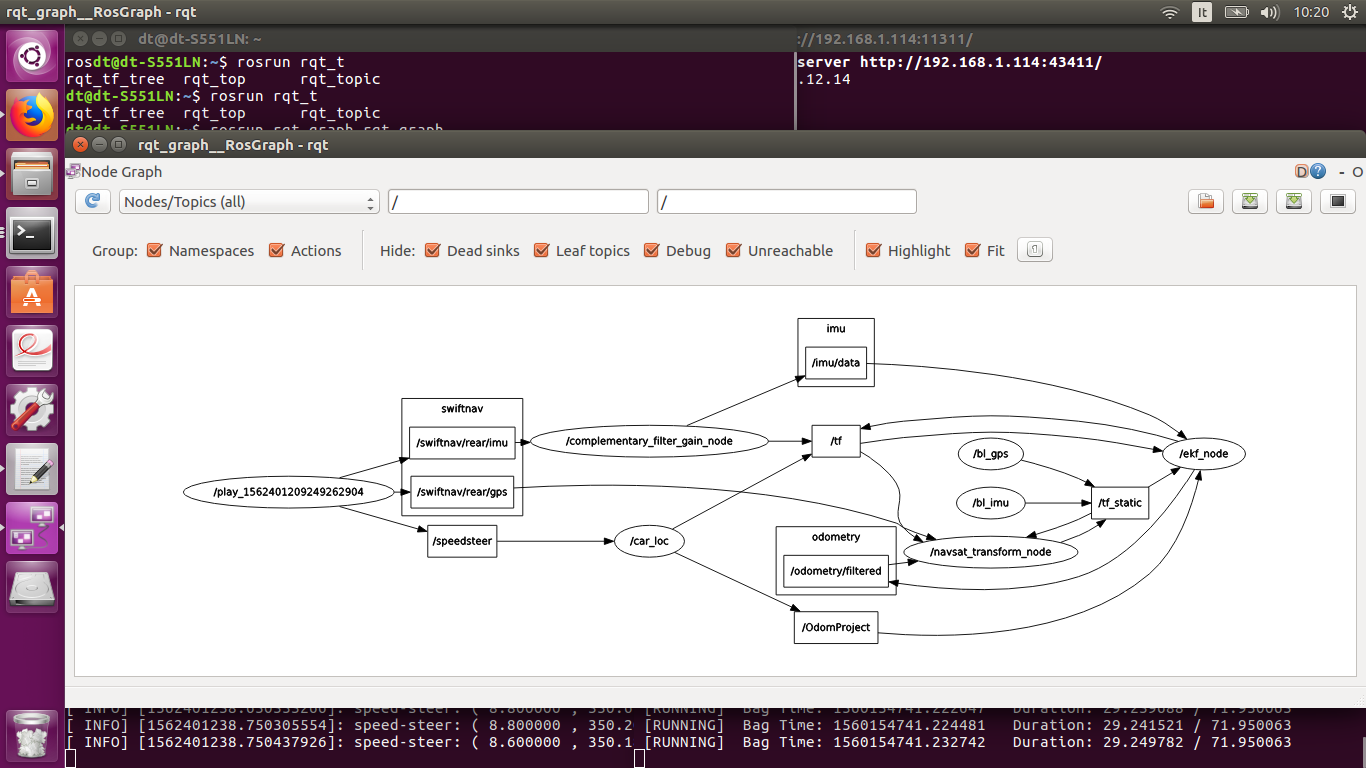 rqt_graph__RosGraph - rqt
It
10:20
dt@dt-S551LN: ~
://192.168.1.114:11311/
rosdt@dt-S551LN:~$ rosrun rqt_t
rqt_tf_tree rqt_top rqt_topic
dt@dt-S551LN:~$ rosrun rqt_t
rqt_tf_tree rqt_top rqt_topic
dt@dt-S551LN:~$ rosrun rqt_graph rqt_graph
server http://192.168.1.114:43411/
.12.14
rqt_graph__RosGraph - rqt
Node Graph
D
- O
Nodes/Topics (all)
/
/
Group: Namespaces Actions
Hide: Dead sinks Leaf topics Debug Unreachable
Highlight Fit
imu
/imu/data
swiftnav
/swiftnav/rear/imu
/complementary_filter_gain_node
/tf
/bl_gps
/ekf_node
/play_1562401209249262904
/swiftnav/rear/gps
/bl_imu
/tf_static
/speedsteer
/car_loc
odometry
/odometry/filtered
/navsat_transform_node
/OdomProject
[ INFO] [1562401238.750305554]: speed-steer: ( 8.800000 , 350.2
[ INFO] [1562401238.750437926]: speed-steer: ( 8.600000 , 350.1
[RUNNING] Bag Time: 1560154741.224481 Duration: 29.241521 / 71.950063
[RUNNING] Bag Time: 1560154741.232742 Duration: 29.249782 / 71.950063